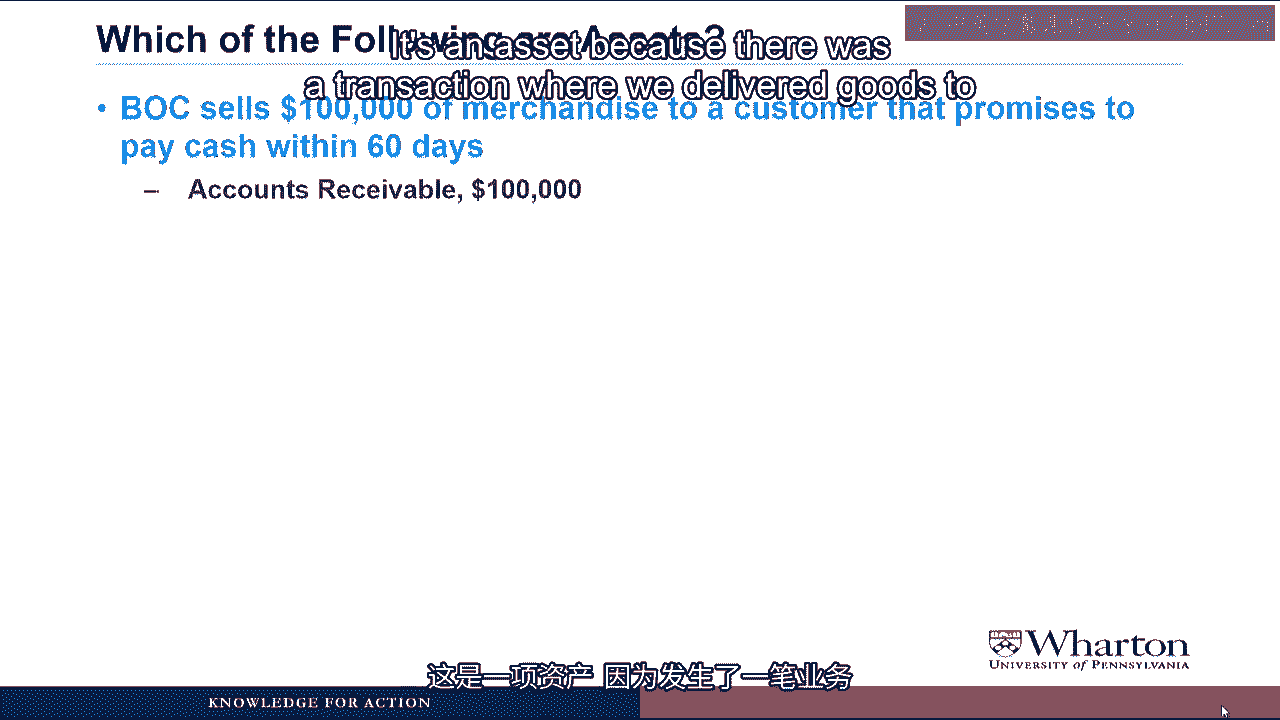 Which of the Following are Assets?
It's an asset because there was
a transaction where we delivered goods to
• BOC sells $100,000 of merchandise to a customer that promises to
pay cash within 60 days
– Accounts Receivable, $100,000
Wharton
UNIVERSITY of PENNSYLVANIA
这是一项资产 因为发生了一笔业务
KNOWLEDGE FOR ACTION